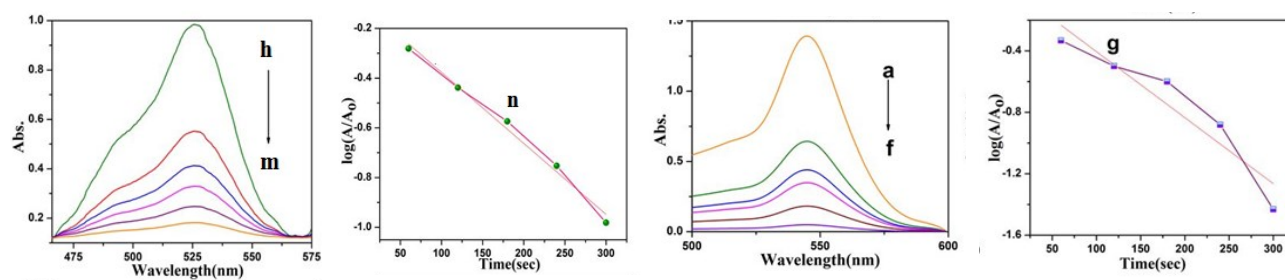 1.0
0.8
0.6
0.4
0.2
Abs.
h
m
475 500 525 550 575
Wavelength(nm)
-0.2
-0.4
-0.6
-0.8
-1.0
log(A/A₀)
n
50 100 150 200 250 300
Time(sec)
1.5
1.0
0.5
0.0
Abs.
a
f
500 550 600
Wavelength(nm)
-0.4
-0.8
-1.2
-1.6
log(A/A₀)
g
50 100 150 200 250 300
Time(sec)